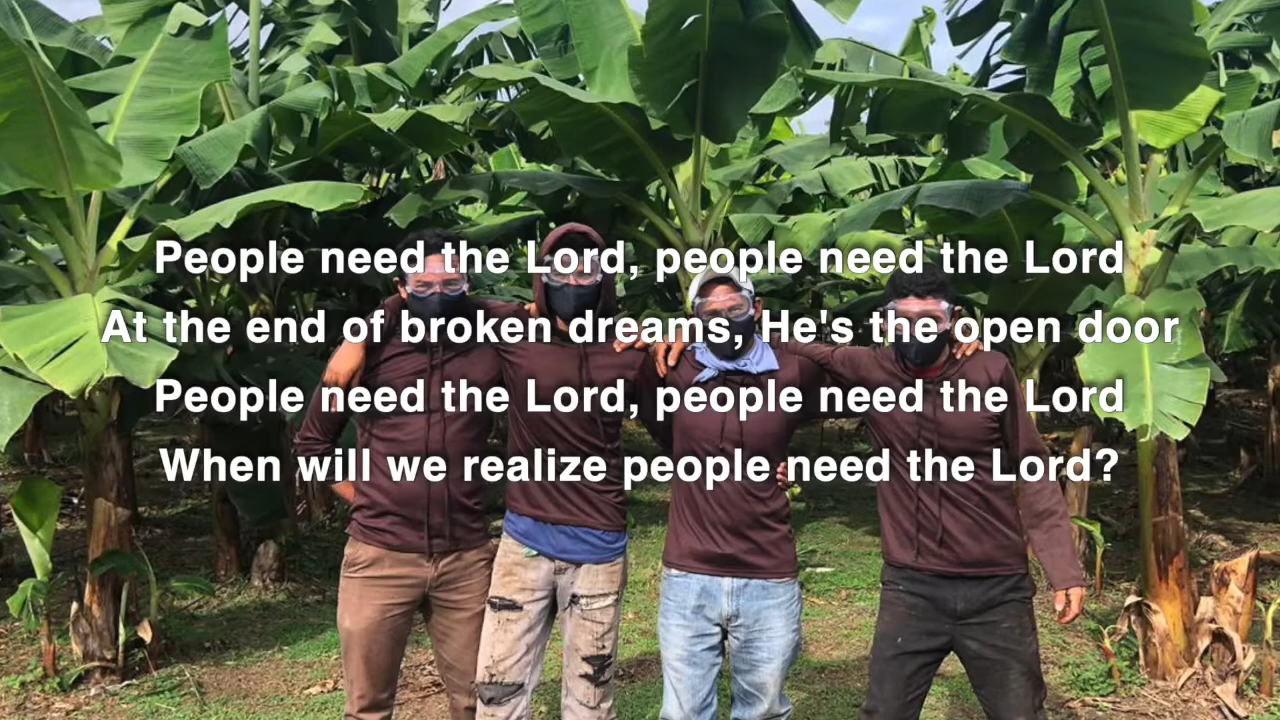 People need the Lord, people need the Lord
At the end of broken dreams, He's the open door
People need the Lord, people need the Lord
When will we realize people need the Lord?